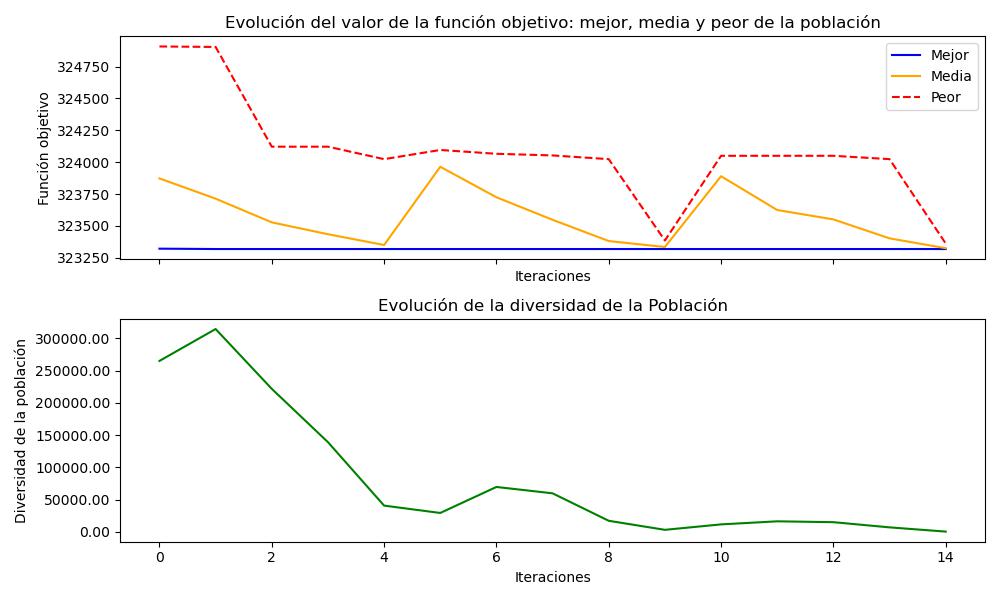 Evolución del valor de la función objetivo: mejor, media y peor de la población
Función objetivo
324750
324500
324250
324000
323750
323500
323250
Mejor
Media
Peor
Iteraciones
Evolución de la diversidad de la Población
Diversidad de la población
300000.00
250000.00
200000.00
150000.00
100000.00
50000.00
0.00
0 2 4 6 8 10 12 14
Iteraciones